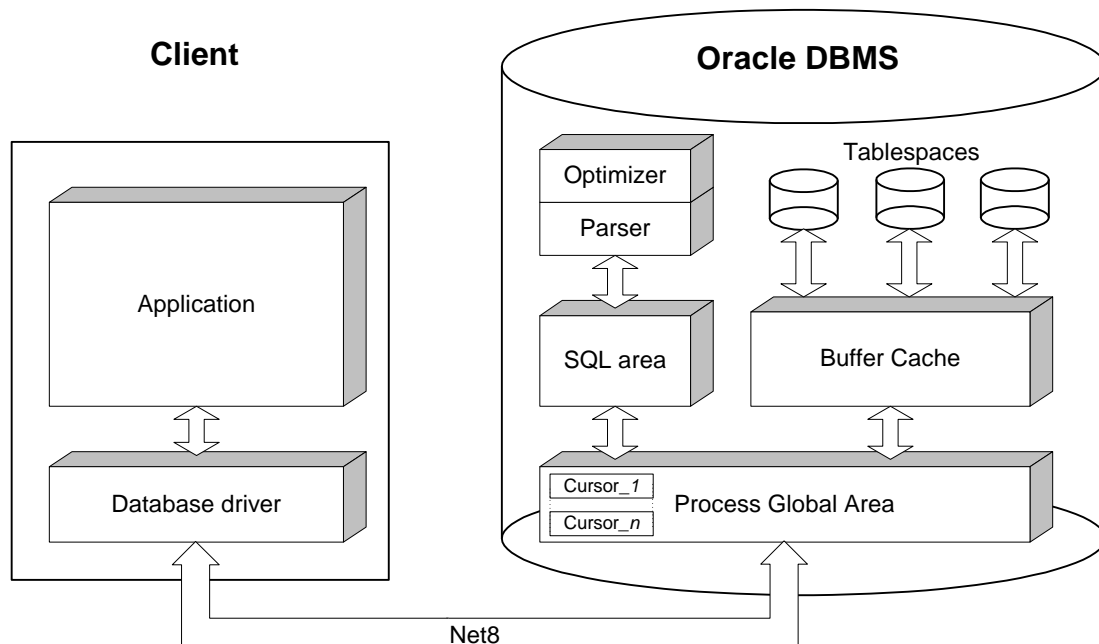 Client
Oracle DBMS
Application
Database driver
Optimizer
Parser
SQL area
Tablespaces
Buffer Cache
Cursor_1
Cursor_n
Process Global Area
Net8